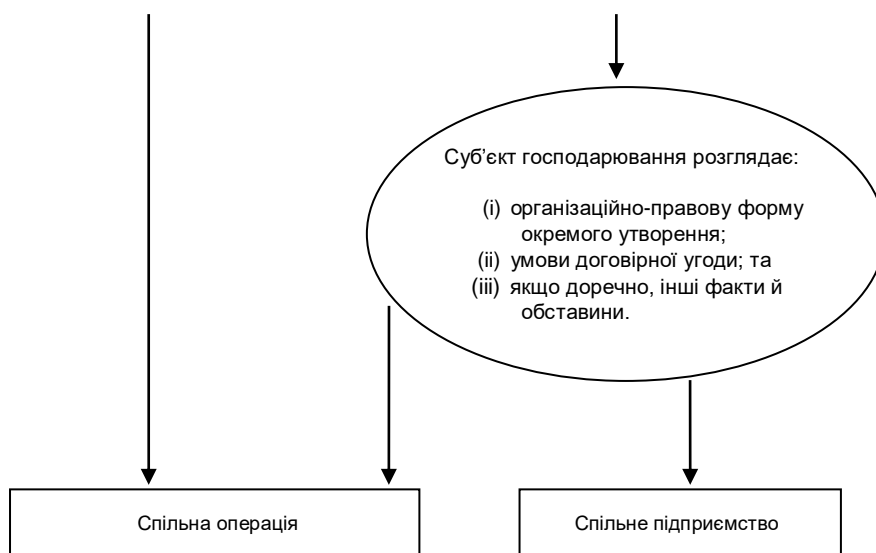 Суб’єкт господарювання розглядає:
(i) організаційно-правову форму
окремого утворення;
(ii) умови договірної угоди; та
(iii) якщо доречно, інші факти й
обставини.
Спільна операція
Спільне підприємство